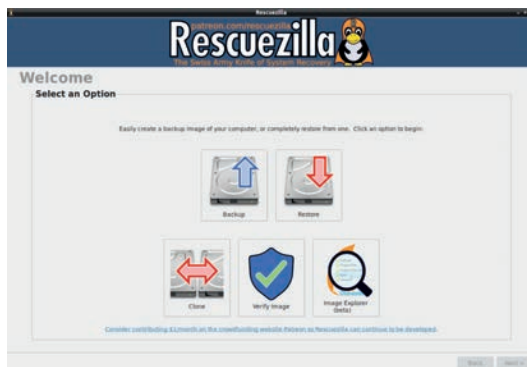 Rescuezilla
patreon.com/rescuezilla
Rescuezilla
The Swiss Army Knife of System Recovery
Welcome
Select an Option
Easily create a backup image of your computer, or completely restore from one. Click an option to begin.
Backup
Restore
Clone
Verify Image
Image Explorer
(beta)
Consider contributing $1/month on the crowdfunding website Patreon so Rescuezilla can continue to be developed.
Back
Next >